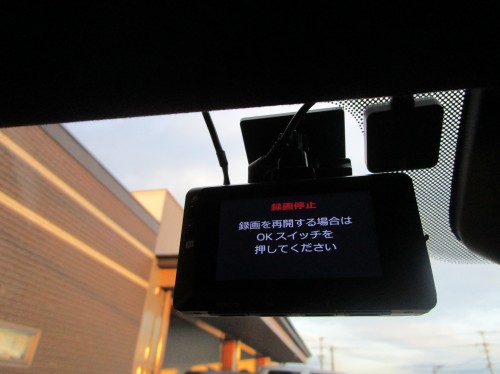 録画停止
録画を再開する場合は
OKスイッチを
押してください